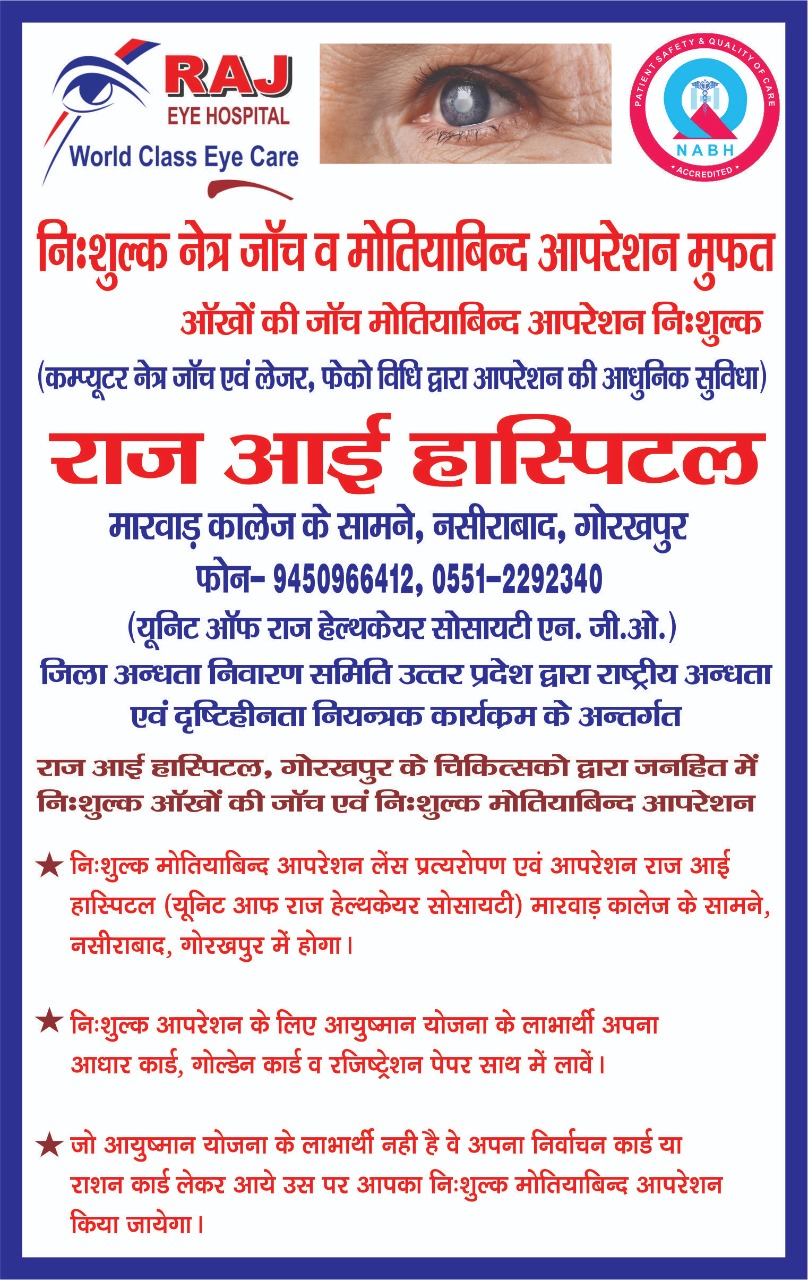 RAJ
EYE HOSPITAL
World Class Eye Care
PATIENT SAFETY & QUALITY OF CARE
NABH
• ACCREDITED •
निःशुल्क नेत्र जॉच व मोतियाबिन्द आपरेशन मुफत
ऑखों की जॉच मोतियाबिन्द आपरेशन निःशुल्क
(कम्प्यूटर नेत्र जॉच एवं लेजर, फेको विधि द्वारा आपरेशन की आधुनिक सुविधा)
राज आई हास्पिटल
मारवाड़ कालेज के सामने, नसीराबाद, गोरखपुर
फोन- 9450966412, 0551-2292340
(यूनिट ऑफ राज हेल्थकेयर सोसायटी एन. जी.ओ.)
जिला अन्धता निवारण समिति उत्तर प्रदेश द्वारा राष्ट्रीय अन्धता
एवं दृष्टिहीनता नियन्त्रक कार्यक्रम के अन्तर्गत
राज आई हास्पिटल, गोरखपुर के चिकित्सको द्वारा जनहित में
निःशुल्क ऑखों की जॉच एवं निःशुल्क मोतियाबिन्द आपरेशन
★ निःशुल्क मोतियाबिन्द आपरेशन लेंस प्रत्यरोपण एवं आपरेशन राज आई
हास्पिटल (यूनिट आफ राज हेल्थकेयर सोसायटी) मारवाड़ कालेज के सामने,
नसीराबाद, गोरखपुर में होगा।
★ निःशुल्क आपरेशन के लिए आयुष्मान योजना के लाभार्थी अपना
आधार कार्ड, गोल्डेन कार्ड व रजिष्ट्रेशन पेपर साथ में लावें।
★ जो आयुष्मान योजना के लाभार्थी नही है वे अपना निर्वाचन कार्ड या
राशन कार्ड लेकर आये उस पर आपका निःशुल्क मोतियाबिन्द आपरेशन
किया जायेगा।